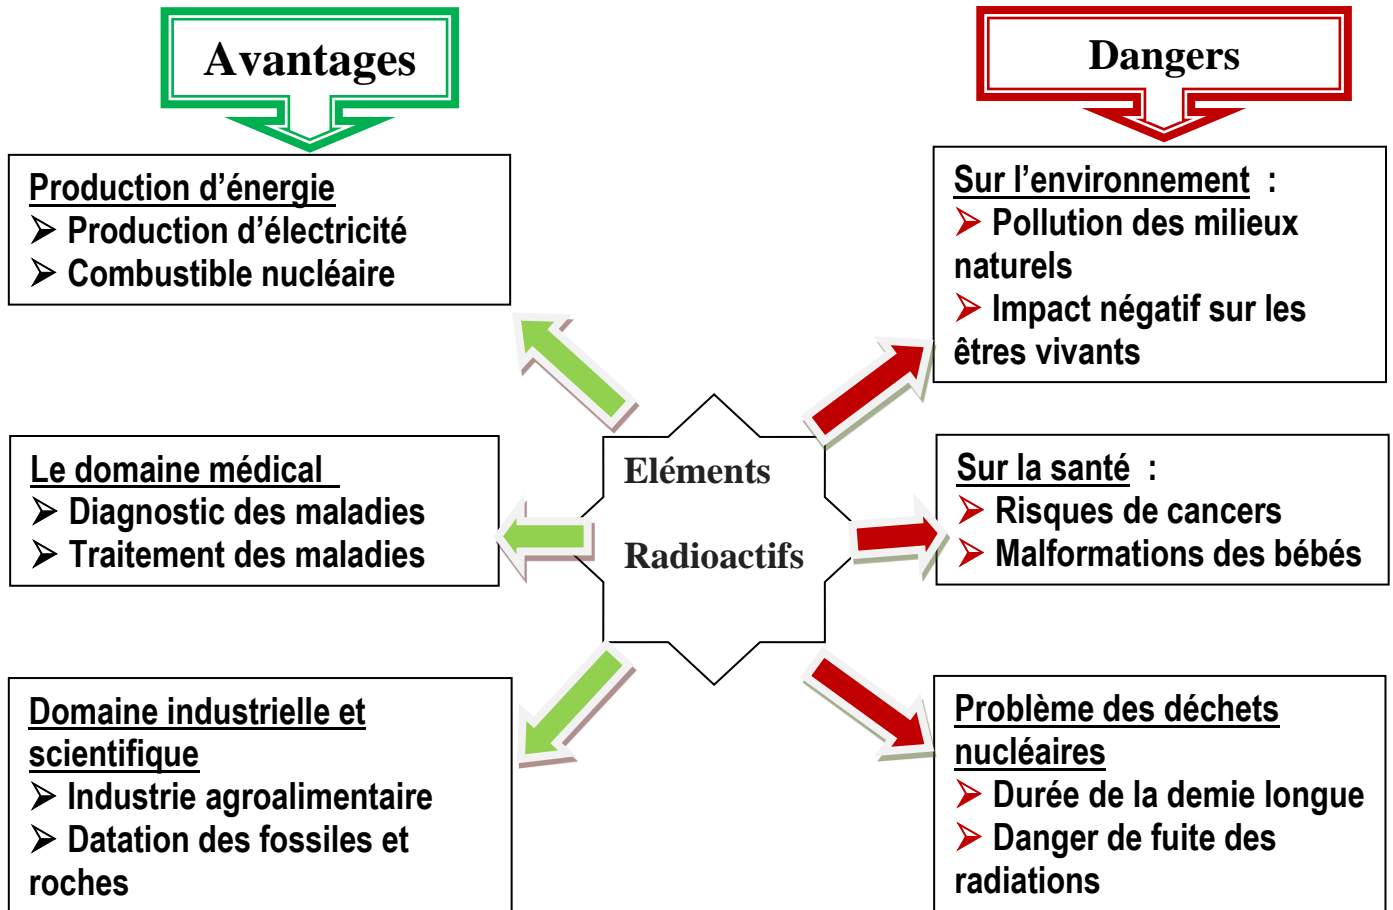 Avantages
Production d’énergie
➢ Production d’électricité
➢ Combustible nucléaire
Le domaine médical
➢ Diagnostic des maladies
➢ Traitement des maladies
Domaine industrielle et
scientifique
➢ Industrie agroalimentaire
➢ Datation des fossiles et
roches
Eléments
Radioactifs
Dangers
Sur l’environnement :
➢ Pollution des milieux
naturels
➢ Impact négatif sur les
êtres vivants
Sur la santé :
➢ Risques de cancers
➢ Malformations des bébés
Problème des déchets
nucléaires
➢ Durée de la demie longue
➢ Danger de fuite des
radiations